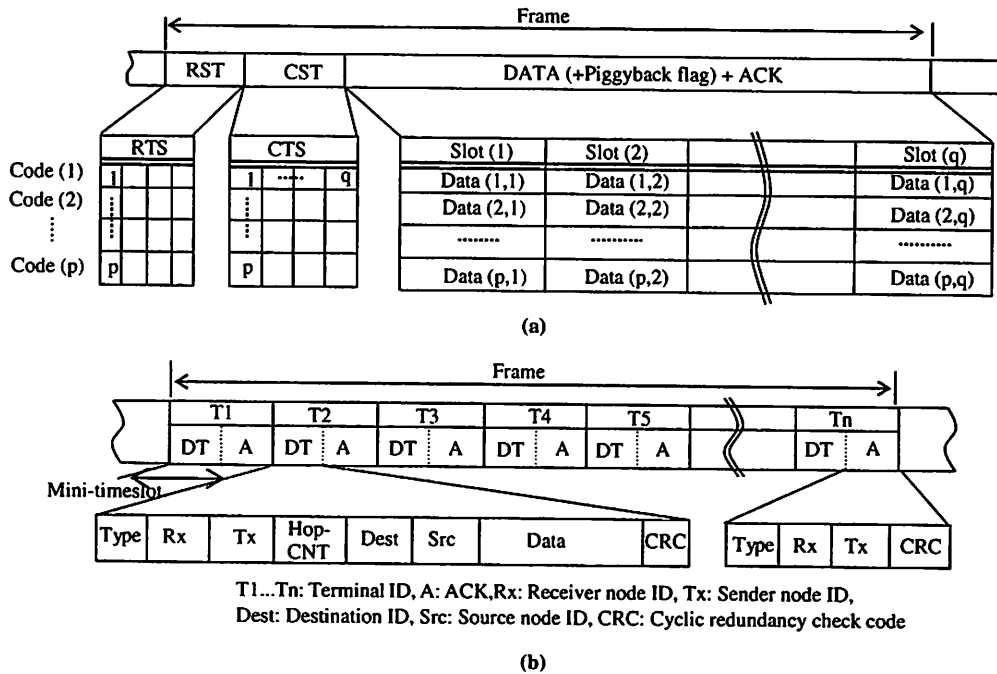 Frame
RST CST DATA (+Piggyback flag) + ACK
RTS CTS Slot (1) Slot (2) Slot (q)
Code (1) 1 1 ..... q Data (1,1) Data (1,2) Data (1,q)
Code (2) Data (2,1) Data (2,2) Data (2,q)
...... ...... ...... ......... ......... ..........
Code (p) p p Data (p,1) Data (p,2) Data (p,q)
(a)
Frame
T1 T2 T3 T4 T5 Tn
DT A DT A DT A DT A DT A DT A
Mini-timeslot
Type Rx Tx Hop-CNT Dest Src Data CRC Type Rx Tx CRC
T1...Tn: Terminal ID, A: ACK,Rx: Receiver node ID, Tx: Sender node ID,
Dest: Destination ID, Src: Source node ID, CRC: Cyclic redundancy check code
(b)